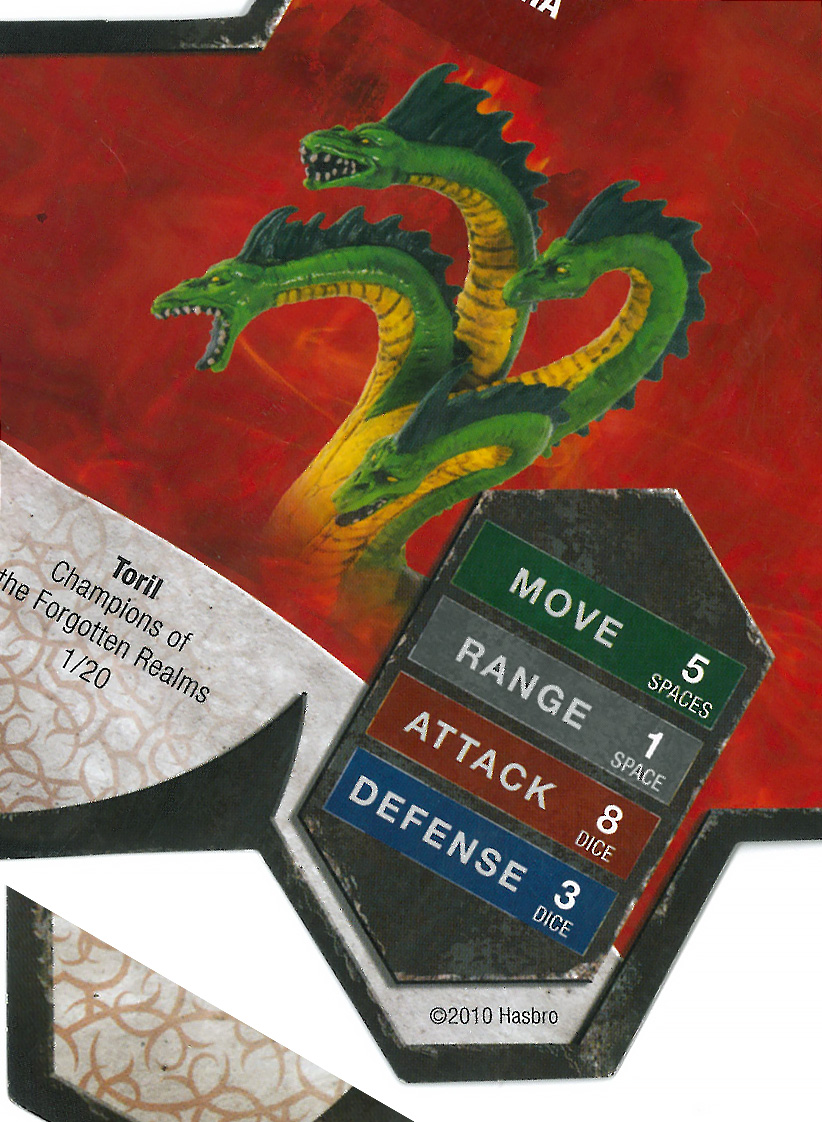 Toril
Champions of
the Forgotten Realms
1/20
MOVE 5
SPACES
RANGE 1
SPACE
ATTACK 8
DICE
DEFENSE 3
DICE
©2010 Hasbro